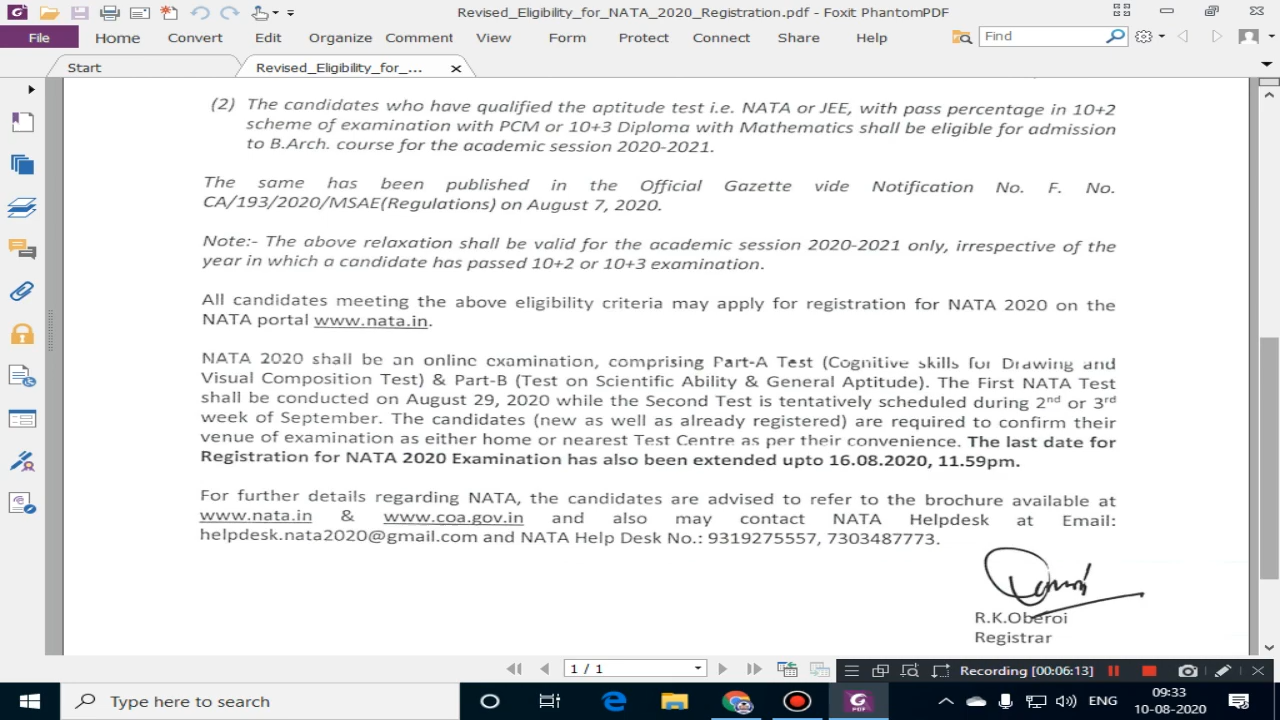 Revised_Eligibility_for_NATA_2020_Registration.pdf - Foxit PhantomPDF
File Home Convert Edit Organize Comment View Form Protect Connect Share Help Find
Start Revised_Eligibility_for_... ×
(2) The candidates who have qualified the aptitude test i.e. NATA or JEE, with pass percentage in 10+2
scheme of examination with PCM or 10+3 Diploma with Mathematics shall be eligible for admission
to B.Arch. course for the academic session 2020-2021.
The same has been published in the Official Gazette vide Notification No. F. No.
CA/193/2020/MSAE(Regulations) on August 7, 2020.
Note:- The above relaxation shall be valid for the academic session 2020-2021 only, irrespective of the
year in which a candidate has passed 10+2 or 10+3 examination.
All candidates meeting the above eligibility criteria may apply for registration for NATA 2020 on the
NATA portal www.nata.in.
NATA 2020 shall be an online examination, comprising Part-A Test (Cognitive skills for Drawing and
Visual Composition Test) & Part-B (Test on Scientific Ability & General Aptitude). The First NATA Test
shall be conducted on August 29, 2020 while the Second Test is tentatively scheduled during 2nd or 3rd
week of September. The candidates (new as well as already registered) are required to confirm their
venue of examination as either home or nearest Test Centre as per their convenience. The last date for
Registration for NATA 2020 Examination has also been extended upto 16.08.2020, 11.59pm.
For further details regarding NATA, the candidates are advised to refer to the brochure available at
www.nata.in & www.coa.gov.in and also may contact NATA Helpdesk at Email:
helpdesk.nata2020@gmail.com and NATA Help Desk No.: 9319275557, 7303487773.
R.K.Oberoi
Registrar
1 / 1
Recording [00:06:13]
Type here to search
ENG
09:33
10-08-2020